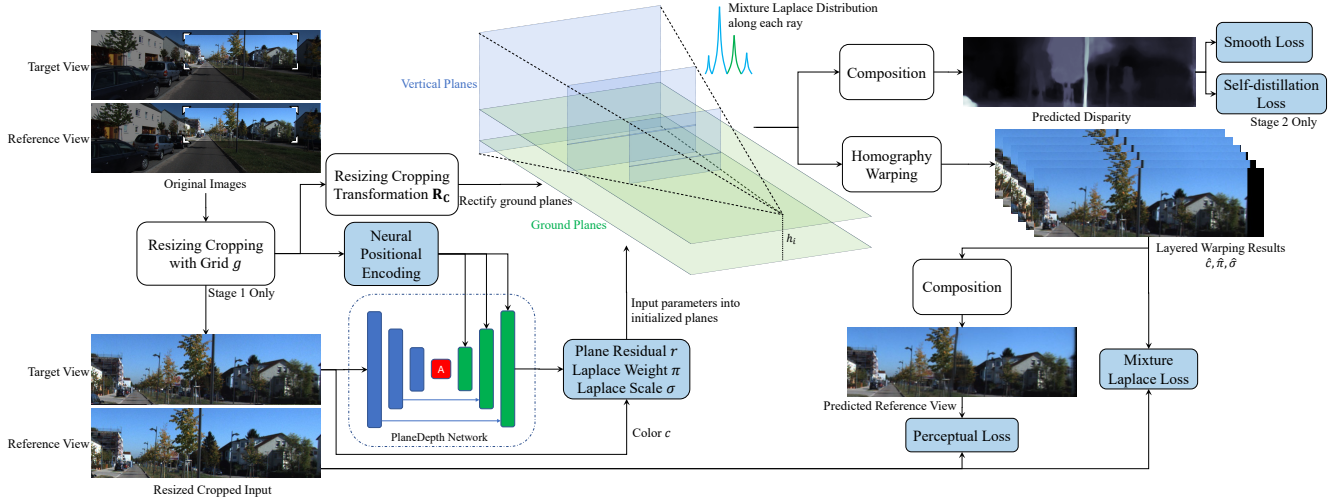 Target View
Reference View
Original Images
Resizing Cropping
with Grid g
Stage 1 Only
Target View
Reference View
Resized Cropped Input
Resizing Cropping
Transformation R_C
Rectify ground planes
Neural
Positional
Encoding
A
PlaneDepth Network
Vertical Planes
Ground Planes
h_i
Mixture Laplace Distribution
along each ray
Input parameters into
initialized planes
Plane Residual r
Laplace Weight π
Laplace Scale σ
Color c
Composition
Predicted Disparity
Smooth Loss
Self-distillation
Loss
Stage 2 Only
Homography
Warping
Layered Warping Results
ĉ, π̂, σ̂
Composition
Predicted Reference View
Perceptual Loss
Mixture
Laplace Loss